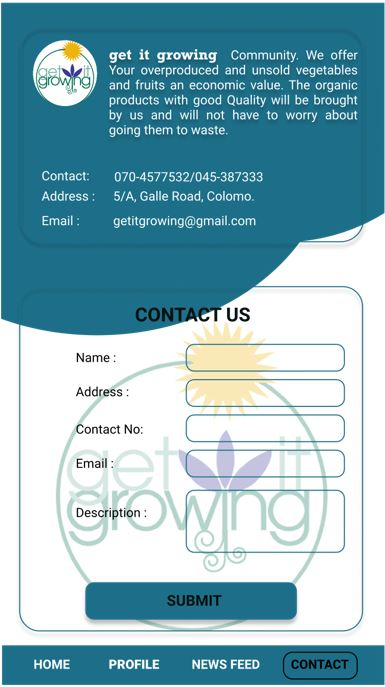 get it growing
get it growing Community. We offer
Your overproduced and unsold vegetables
and fruits an economic value. The organic
products with good Quality will be brought
by us and will not have to worry about
going them to waste.
Contact: 070-4577532/045-387333
Address : 5/A, Galle Road, Colomo.
Email : getitgrowing@gmail.com
CONTACT US
Name :
Address :
Contact No:
Email :
get it
growing
Description :
SUBMIT
HOME PROFILE NEWS FEED CONTACT